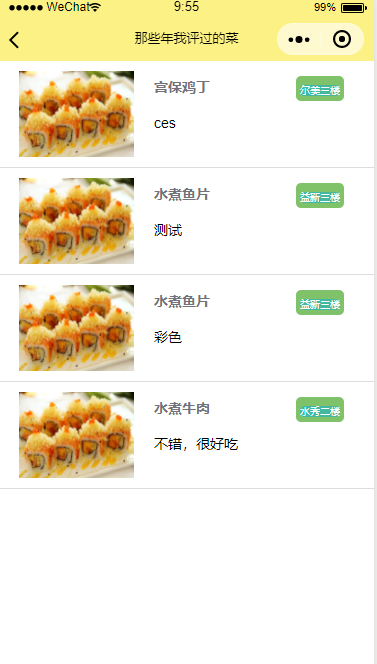 WeChat 9:55 99%
那些年我评过的菜
宫保鸡丁 尔美三楼
ces
水煮鱼片 益新三楼
测试
水煮鱼片 益新三楼
彩色
水煮牛肉 水秀二楼
不错，很好吃